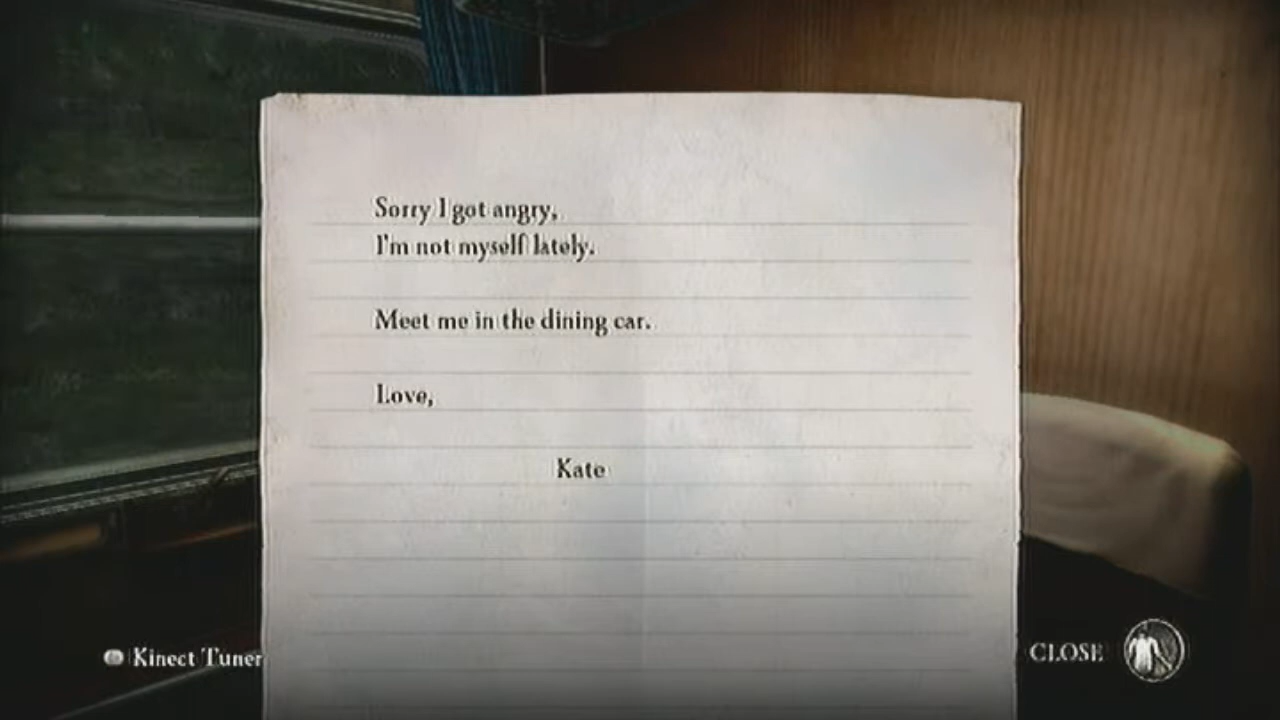 Sorry I got angry,
I'm not myself lately.
Meet me in the dining car.
Love,
Kate
Kinect Tuner
CLOSE